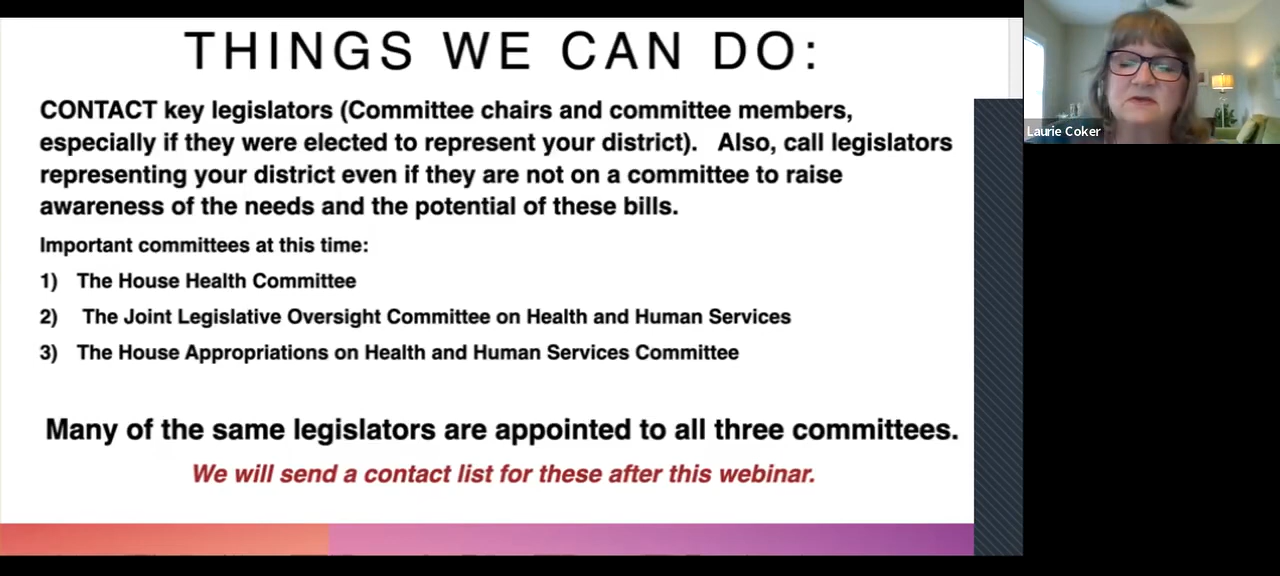 THINGS WE CAN DO:
CONTACT key legislators (Committee chairs and committee members,
especially if they were elected to represent your district). Also, call legislators
representing your district even if they are not on a committee to raise
awareness of the needs and the potential of these bills.
Important committees at this time:
1) The House Health Committee
2) The Joint Legislative Oversight Committee on Health and Human Services
3) The House Appropriations on Health and Human Services Committee
Many of the same legislators are appointed to all three committees.
We will send a contact list for these after this webinar.
Laurie Coker